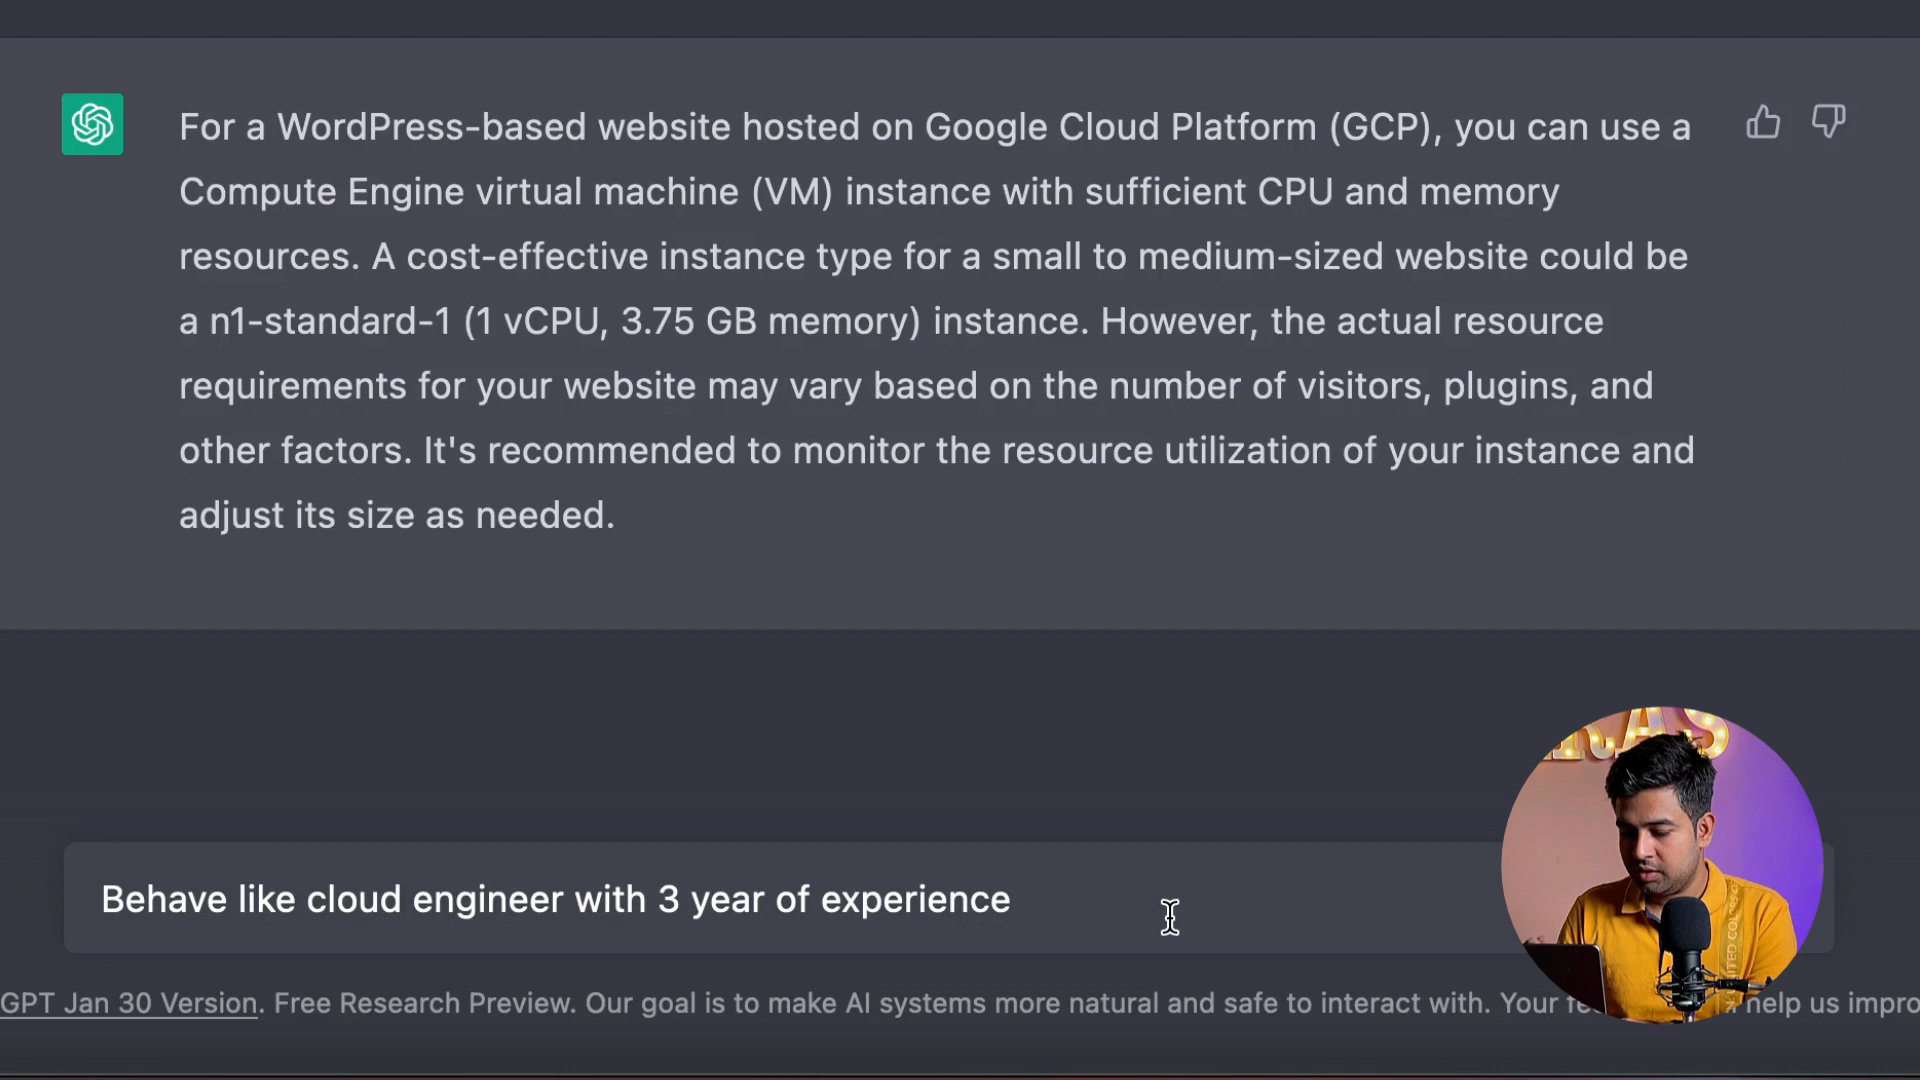 For a WordPress-based website hosted on Google Cloud Platform (GCP), you can use a
Compute Engine virtual machine (VM) instance with sufficient CPU and memory
resources. A cost-effective instance type for a small to medium-sized website could be
a n1-standard-1 (1 vCPU, 3.75 GB memory) instance. However, the actual resource
requirements for your website may vary based on the number of visitors, plugins, and
other factors. It's recommended to monitor the resource utilization of your instance and
adjust its size as needed.
Behave like cloud engineer with 3 year of experience
GPT Jan 30 Version. Free Research Preview. Our goal is to make AI systems more natural and safe to interact with. Your help us impro